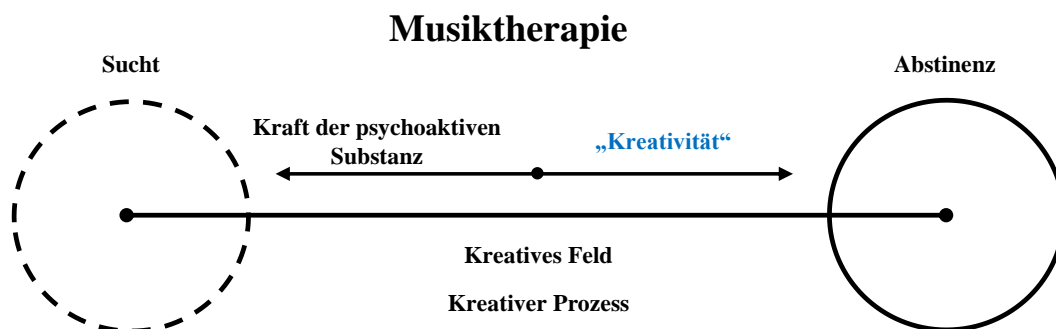 Musiktherapie
Sucht
Abstinenz
Kraft der psychoaktiven
Substanz
„Kreativität“
Kreatives Feld
Kreativer Prozess